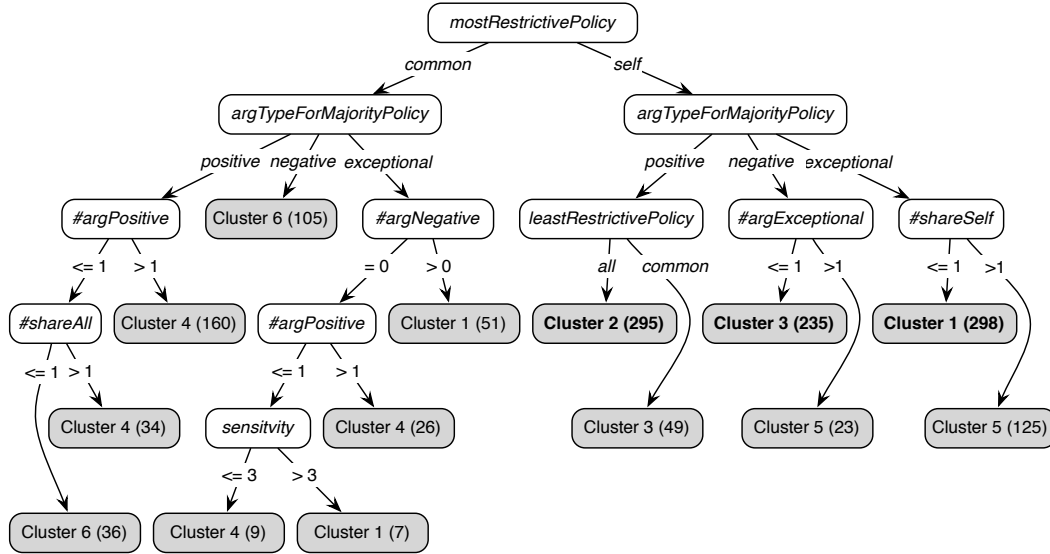 mostRestrictivePolicy
common
self
argTypeForMajorityPolicy
argTypeForMajorityPolicy
positive
negative
exceptional
positive
negative
exceptional
#argPositive
Cluster 6 (105)
#argNegative
leastRestrictivePolicy
#argExceptional
#shareSelf
<= 1
> 1
= 0
> 0
all
common
<= 1
>1
<= 1
>1
#shareAll
Cluster 4 (160)
#argPositive
Cluster 1 (51)
Cluster 2 (295)
Cluster 3 (235)
Cluster 1 (298)
<= 1
> 1
<= 1
> 1
Cluster 4 (34)
sensitvity
Cluster 4 (26)
Cluster 3 (49)
Cluster 5 (23)
Cluster 5 (125)
<= 3
> 3
Cluster 6 (36)
Cluster 4 (9)
Cluster 1 (7)